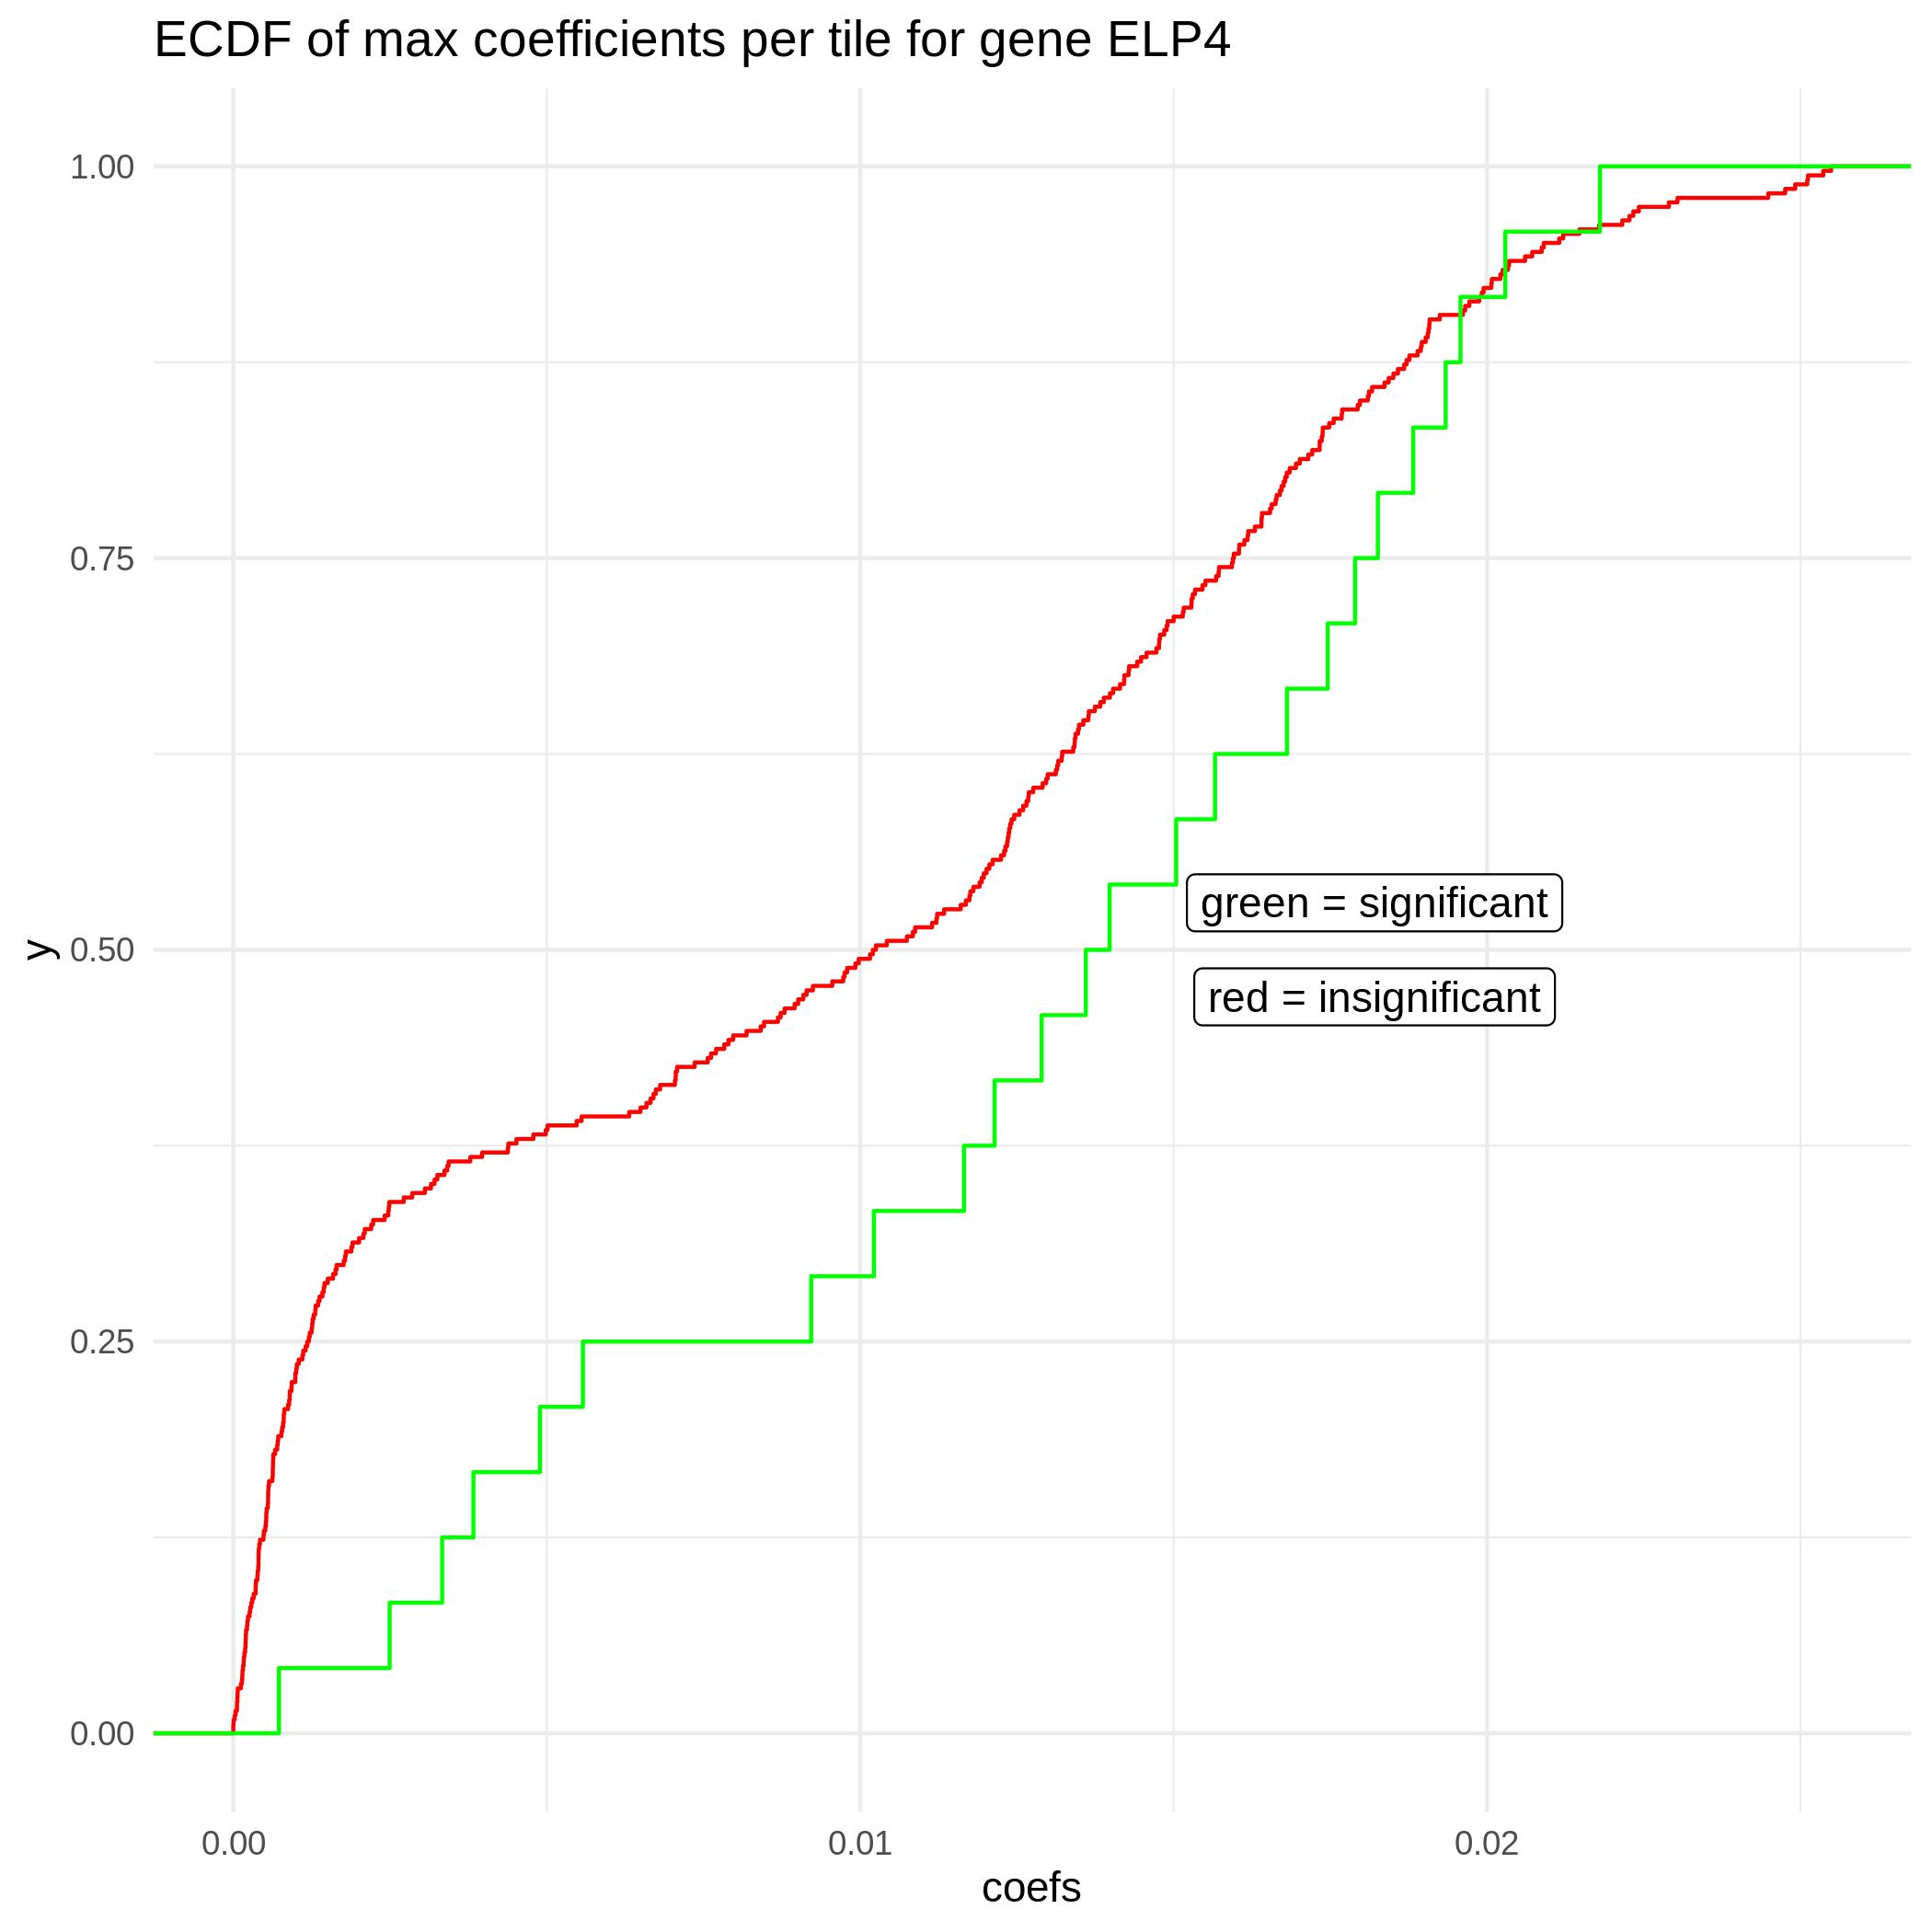 ECDF of max coefficients per tile for gene ELP4
1.00
0.75
0.50
0.25
0.00
y
green = significant
red = insignificant
0.00 0.01 0.02
coefs